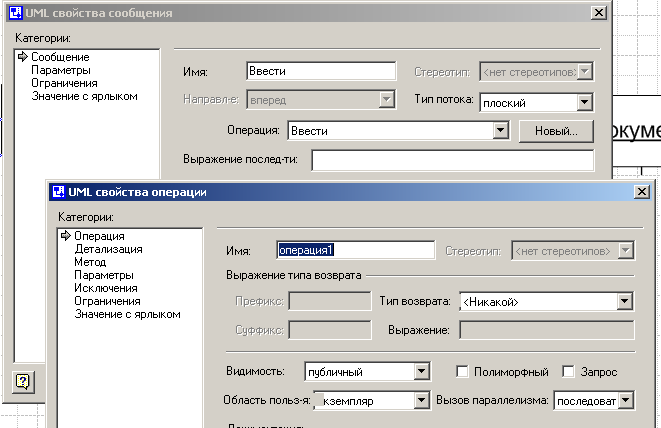 UML свойства сообщения
Категории:
Сообщение
Параметры
Ограничения
Значение с ярлыком
Имя: Ввести Стереотип: <нет стереотипов>
Направл-е: вперед Тип потока: плоский
Операция: Ввести Новый...
Выражение послед-ти:
окуме
UML свойства операции
Категории:
Операция
Детализация
Метод
Параметры
Исключения
Ограничения
Значение с ярлыком
Имя: операция1 Стереотип: <нет стереотипов>
Выражение типа возврата
Префикс: Тип возврата: <Никакой>
Суффикс: Выражение:
Видимость: публичный Полиморфный Запрос
Область польз-я: кземпляр Вызов параллелизма: последоват